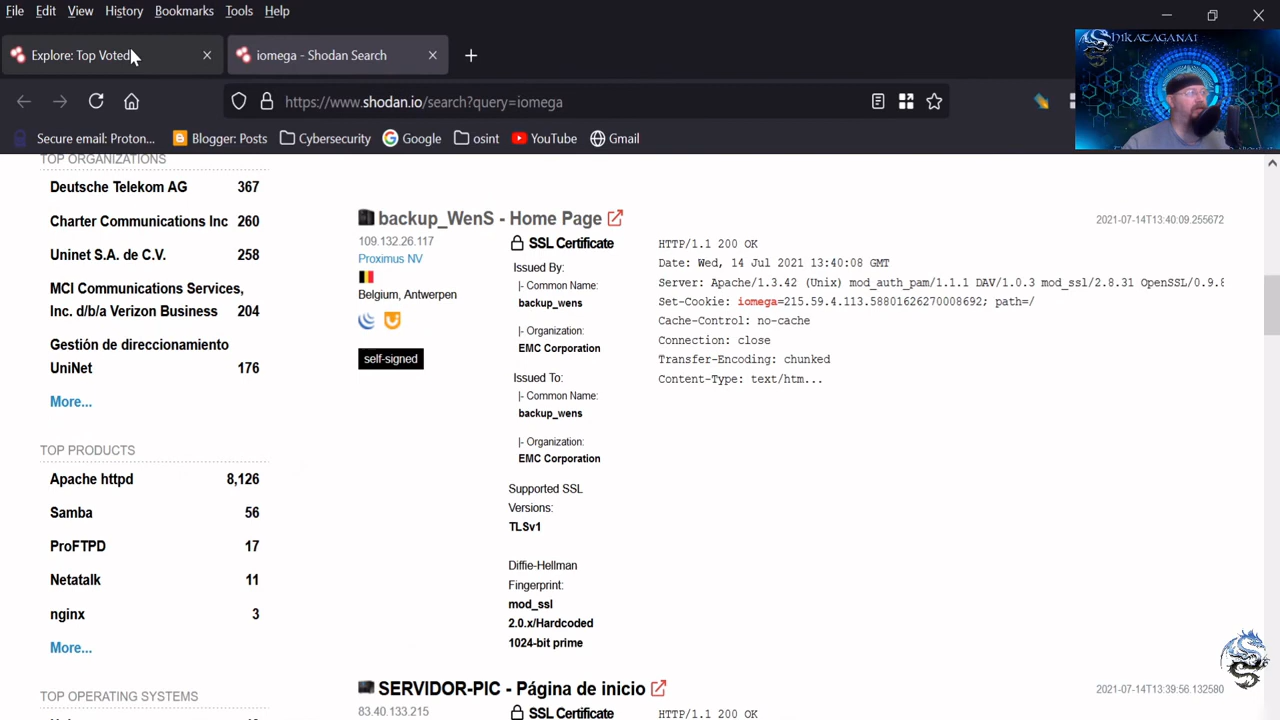 File Edit View History Bookmarks Tools Help
Explore: Top Voted
iomega - Shodan Search
https://www.shodan.io/search?query=iomega
SHIKATAGANAI
Secure email: Proton... Blogger: Posts Cybersecurity Google osint YouTube Gmail
TOP ORGANIZATIONS
Deutsche Telekom AG 367
Charter Communications Inc 260
Uninet S.A. de C.V. 258
MCI Communications Services,
Inc. d/b/a Verizon Business 204
Gestión de direccionamiento
UniNet 176
More...
TOP PRODUCTS
Apache httpd 8,126
Samba 56
ProFTPD 17
Netatalk 11
nginx 3
More...
TOP OPERATING SYSTEMS
backup_WenS - Home Page
2021-07-14T13:40:09.255672
109.132.26.117
Proximus NV
Belgium, Antwerpen
self-signed
SSL Certificate
Issued By:
|- Common Name:
backup_wens
|- Organization:
EMC Corporation
Issued To:
|- Common Name:
backup_wens
|- Organization:
EMC Corporation
Supported SSL
Versions:
TLSv1
Diffie-Hellman
Fingerprint:
mod_ssl
2.0.x/Hardcoded
1024-bit prime
HTTP/1.1 200 OK
Date: Wed, 14 Jul 2021 13:40:08 GMT
Server: Apache/1.3.42 (Unix) mod_auth_pam/1.1.1 DAV/1.0.3 mod_ssl/2.8.31 OpenSSL/0.9.8
Set-Cookie: iomega=215.59.4.113.58801626270008692; path=/
Cache-Control: no-cache
Connection: close
Transfer-Encoding: chunked
Content-Type: text/htm...
SERVIDOR-PIC - Página de inicio
2021-07-14T13:39:56.132580
83.40.133.215
SSL Certificate
HTTP/1.1 200 OK